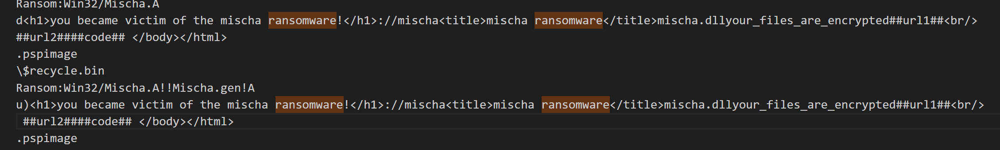 Ransom:Win32/Mischa.A
d<h1>you became victim of the mischa ransomware!</h1>://mischa<title>mischa ransomware</title>mischa.dllyour_files_are_encrypted##url1##<br/>
##url2####code## </body></html>
.pspimage
\$recycle.bin
Ransom:Win32/Mischa.A!!Mischa.gen!A
u)<h1>you became victim of the mischa ransomware!</h1>://mischa<title>mischa ransomware</title>mischa.dllyour_files_are_encrypted##url1##<br/>
 ##url2####code## </body></html>
.pspimage